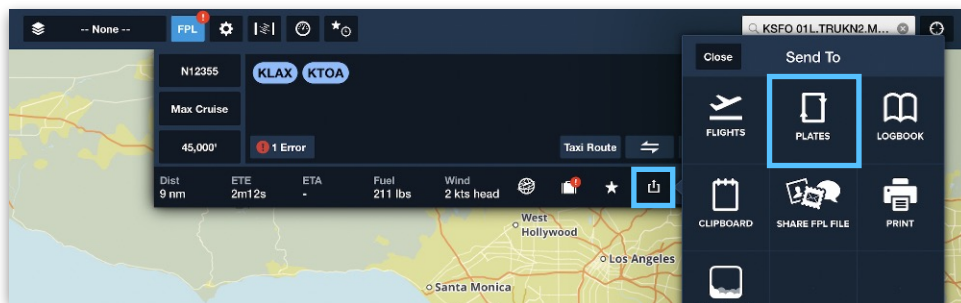 -- None --
FPL
!
KSFO 01L.TRUKN2.M...
N12355
Max Cruise
45,000'
KLAX
KTOA
! 1 Error
Taxi Route
Dist
9 nm
ETE
2m12s
ETA
-
Fuel
211 lbs
Wind
2 kts head
!
Close
Send To
FLIGHTS
PLATES
LOGBOOK
CLIPBOARD
SHARE FPL FILE
PRINT
West
Hollywood
Los Angeles
Santa Monica